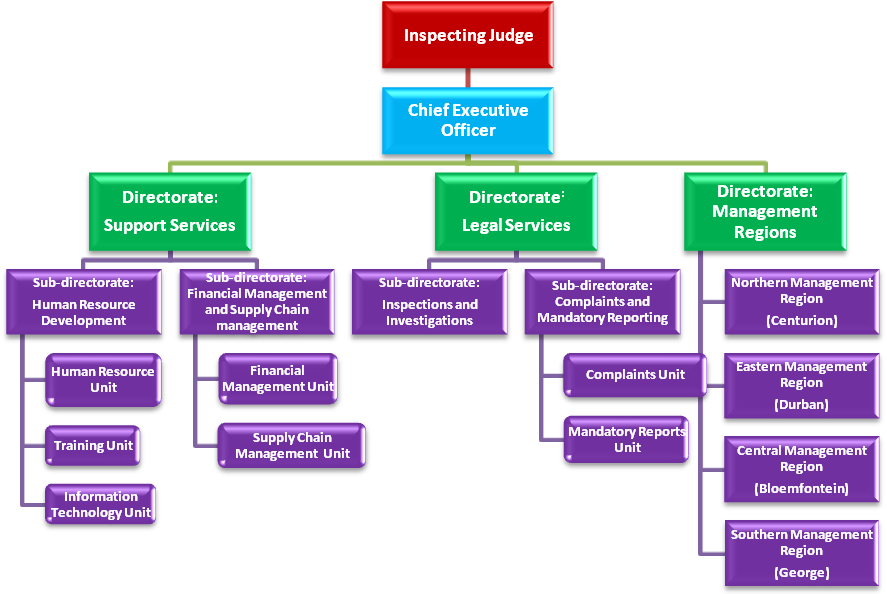 Inspecting Judge
Chief Executive
Officer
Directorate:
Support Services
Directorate:
Legal Services
Directorate:
Management
Regions
Sub-directorate:
Human Resource
Development
Sub-directorate:
Financial Management
and Supply Chain
management
Sub-directorate:
Inspections and
Investigations
Sub-directorate:
Complaints and
Mandatory Reporting
Northern Management
Region
(Centurion)
Human Resource
Unit
Financial
Management Unit
Complaints Unit
Eastern Management
Region
(Durban)
Training Unit
Supply Chain
Management Unit
Mandatory Reports
Unit
Central Management
Region
(Bloemfontein)
Information
Technology Unit
Southern Management
Region
(George)